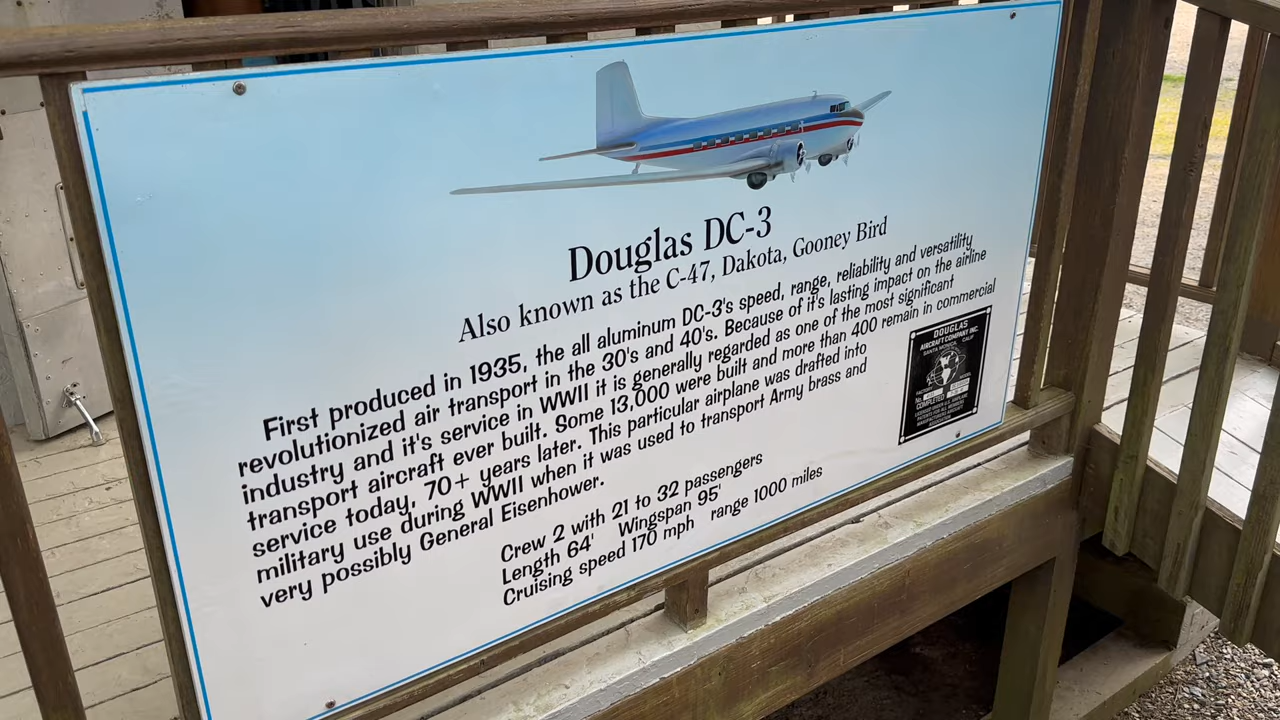 Douglas DC-3
Also known as the C-47, Dakota, Gooney Bird
First produced in 1935, the all aluminum DC-3's speed, range, reliability and versatility
revolutionized air transport in the 30's and 40's. Because of it's lasting impact on the airline
industry and it's service in WWII it is generally regarded as one of the most significant
transport aircraft ever built. Some 13,000 were built and more than 400 remain in commercial
service today, 70+ years later. This particular airplane was drafted into
military use during WWII when it was used to transport Army brass and
very possibly General Eisenhower.
Crew 2 with 21 to 32 passengers
Length 64' Wingspan 95'
Cruising speed 170 mph range 1000 miles
DOUGLAS
AIRCRAFT COMPANY INC.
SANTA MONICA CALIF
No.
COMPLETED